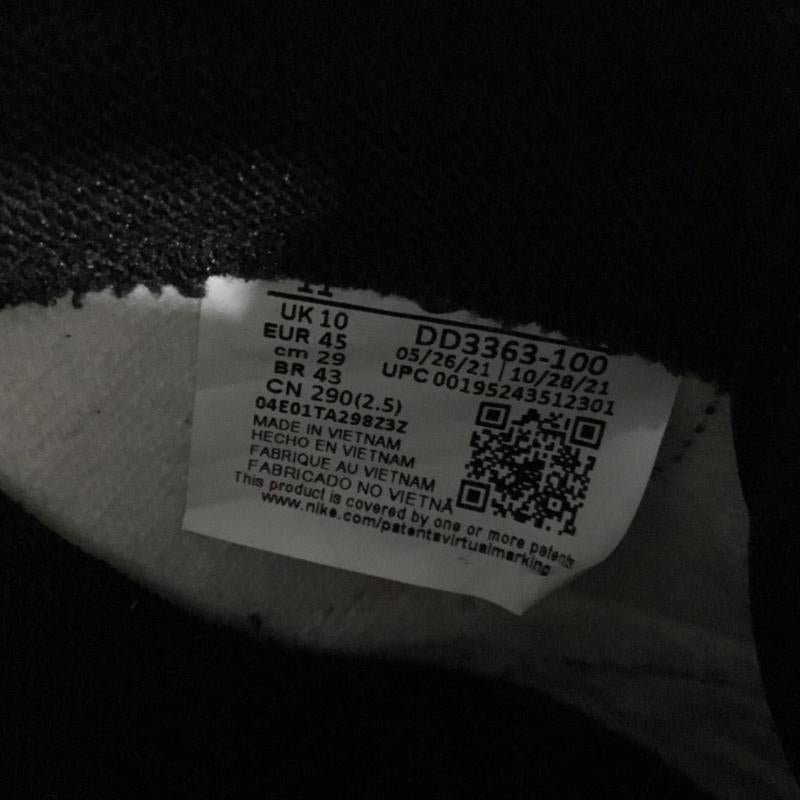 11
UK 10
EUR 45
cm 29
BR 43
CN 290(2.5)
04E01TA298Z3Z
DD3363-100
05/26/21 | 10/28/21
UPC 00195243512301
MADE IN VIETNAM
HECHO EN VIETNAM
FABRIQUE AU VIETNAM
FABRICADO NO VIETNÃ
This product is covered by one or more patents
www.nike.com/patentsvirtualmarking